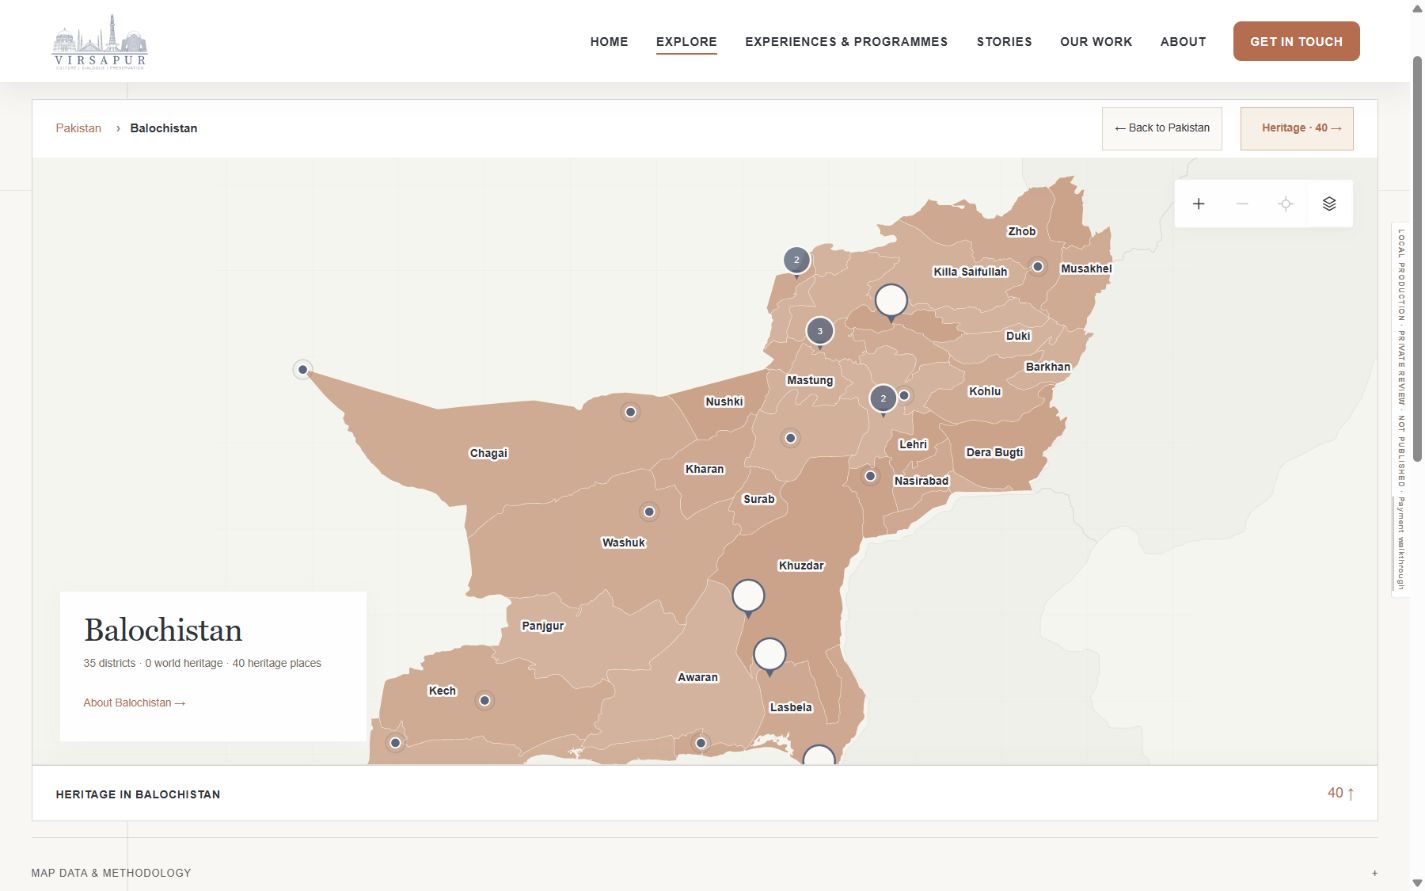 VIRSAPUR
CULTURE | DIALOGUE | PRESERVATION
HOME
EXPLORE
EXPERIENCES & PROGRAMMES
STORIES
OUR WORK
ABOUT
GET IN TOUCH
Pakistan › Balochistan
← Back to Pakistan
Heritage · 40 →
Zhob
2
Killa Saifullah
Musakhel
3
Duki
Barkhan
Mastung
Kohlu
2
Nushki
Lehri
Chagai
Dera Bugti
Kharan
Nasirabad
Surab
Washuk
Khuzdar
Panjgur
Awaran
Kech
Lasbela
Balochistan
35 districts · 0 world heritage · 40 heritage places
About Balochistan →
LOCAL PRODUCTION · PRIVATE REVIEW · NOT PUBLISHED · Payment walkthrough
HERITAGE IN BALOCHISTAN
40 ↑
MAP DATA & METHODOLOGY
+